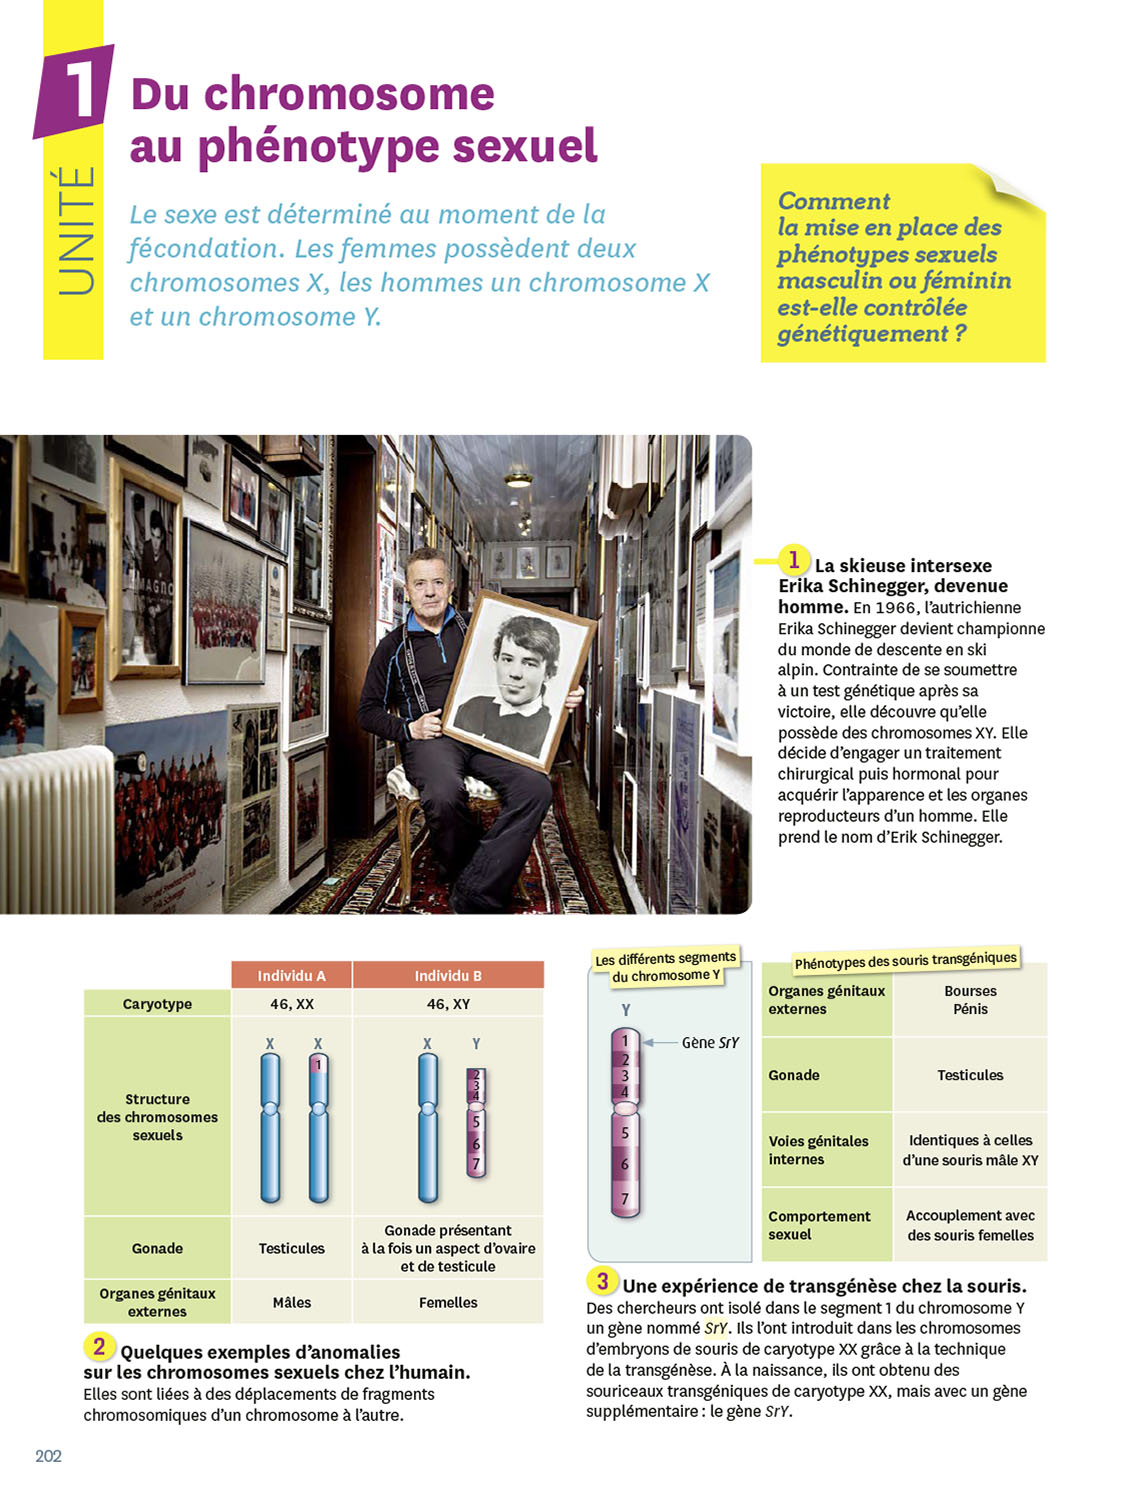 1
UNITÉ
Du chromosome
au phénotype sexuel
Le sexe est déterminé au moment de la
fécondation. Les femmes possèdent deux
chromosomes X, les hommes un chromosome X
et un chromosome Y.
Comment
la mise en place des
phénotypes sexuels
masculin ou féminin
est-elle contrôlée
génétiquement ?
MAGNO
1 La skieuse intersexe
Erika Schinegger, devenue
homme. En 1966, l'autrichienne
Erika Schinegger devient championne
du monde de descente en ski
alpin. Contrainte de se soumettre
à un test génétique après sa
victoire, elle découvre qu'elle
possède des chromosomes XY. Elle
décide d'engager un traitement
chirurgical puis hormonal pour
acquérir l'apparence et les organes
reproducteurs d'un homme. Elle
prend le nom d'Erik Schinegger.
Individu A Individu B
Caryotype 46, XX 46, XY
Structure
des chromosomes
sexuels
X X X Y
1
2
3
4
5
6
7
Gonade
Testicules
Gonade présentant
à la fois un aspect d'ovaire
et de testicule
Organes génitaux
externes
Mâles
Femelles
2 Quelques exemples d'anomalies
sur les chromosomes sexuels chez l'humain.
Elles sont liées à des déplacements de fragments
chromosomiques d'un chromosome à l'autre.
Les différents segments
du chromosome Y
Y
1
2
3
4
5
6
7
Gène SrY
Phénotypes des souris transgéniques
Organes génitaux
externes
Bourses
Pénis
Gonade
Testicules
Voies génitales
internes
Identiques à celles
d'une souris mâle XY
Comportement
sexuel
Accouplement avec
des souris femelles
3 Une expérience de transgénèse chez la souris.
Des chercheurs ont isolé dans le segment 1 du chromosome Y
un gène nommé SrY. Ils l'ont introduit dans les chromosomes
d'embryons de souris de caryotype XX grâce à la technique
de la transgénèse. À la naissance, ils ont obtenu des
souriceaux transgéniques de caryotype XX, mais avec un gène
supplémentaire : le gène SrY.
202